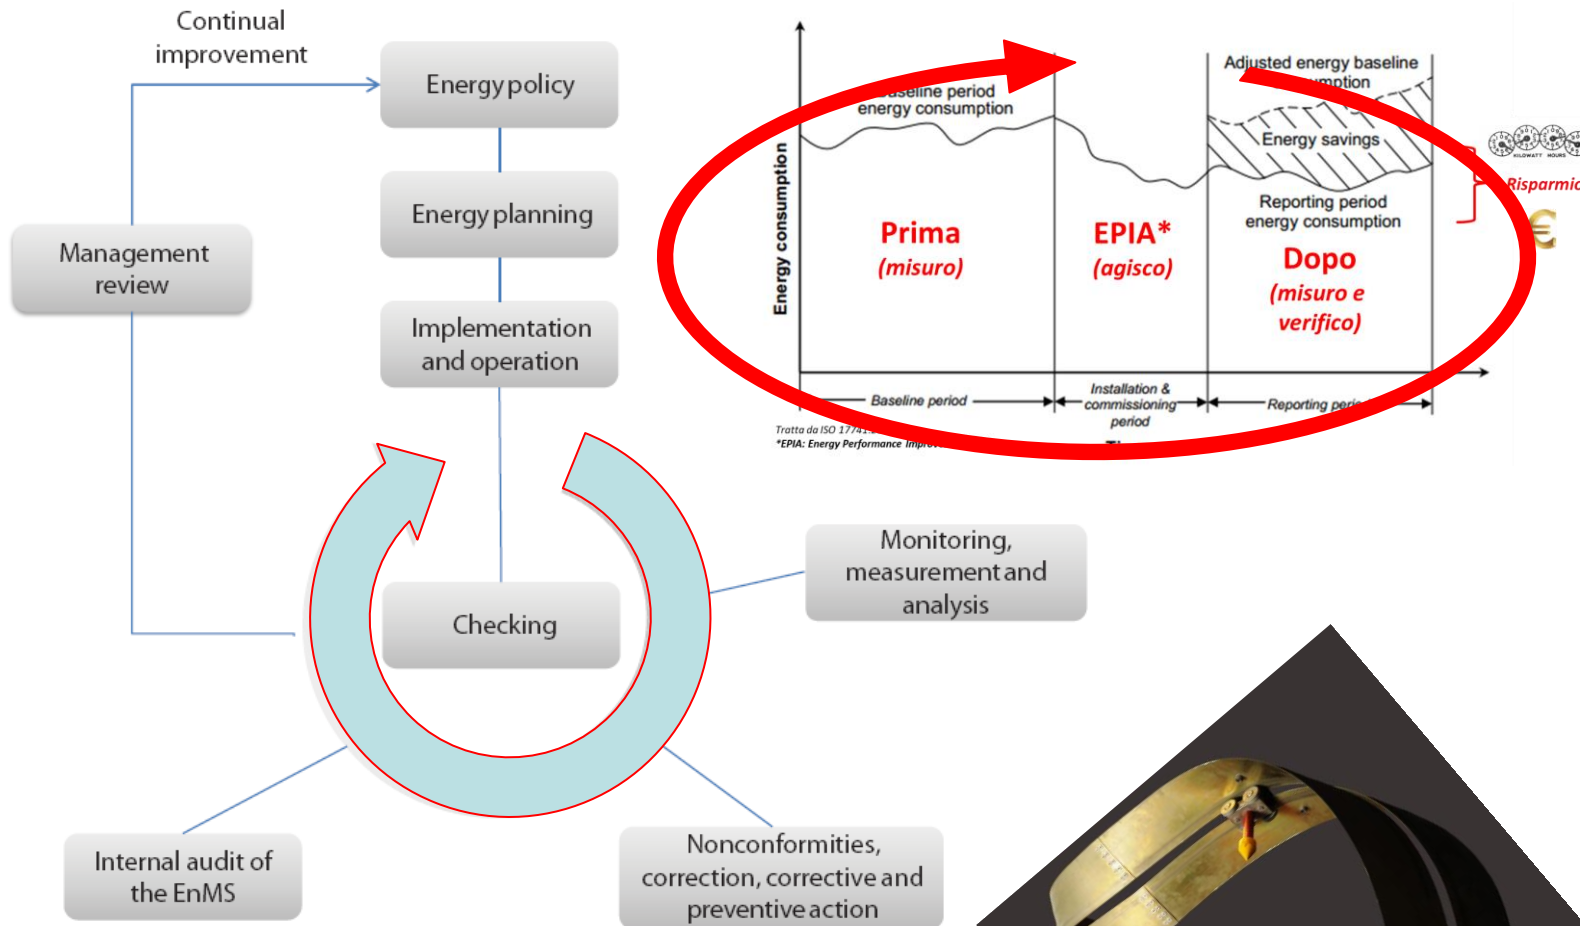 Continual
improvement
Energy policy
Energy planning
Management
review
Implementation
and operation
Checking
Monitoring,
measurement and
analysis
Internal audit of
the EnMS
Nonconformities,
correction, corrective and
preventive action
Energy consumption
energy consumption
Adjusted energy baseline
Energy savings
Reporting period
energy consumption
Prima
(misuro)
EPIA*
(agisco)
Dopo
(misuro e
verifico)
KILOWATT HOURS
Risparmio
€
Baseline period
Installation &
commissioning
period
Reporting
Tratta da ISO
*EPIA: Energy Performance